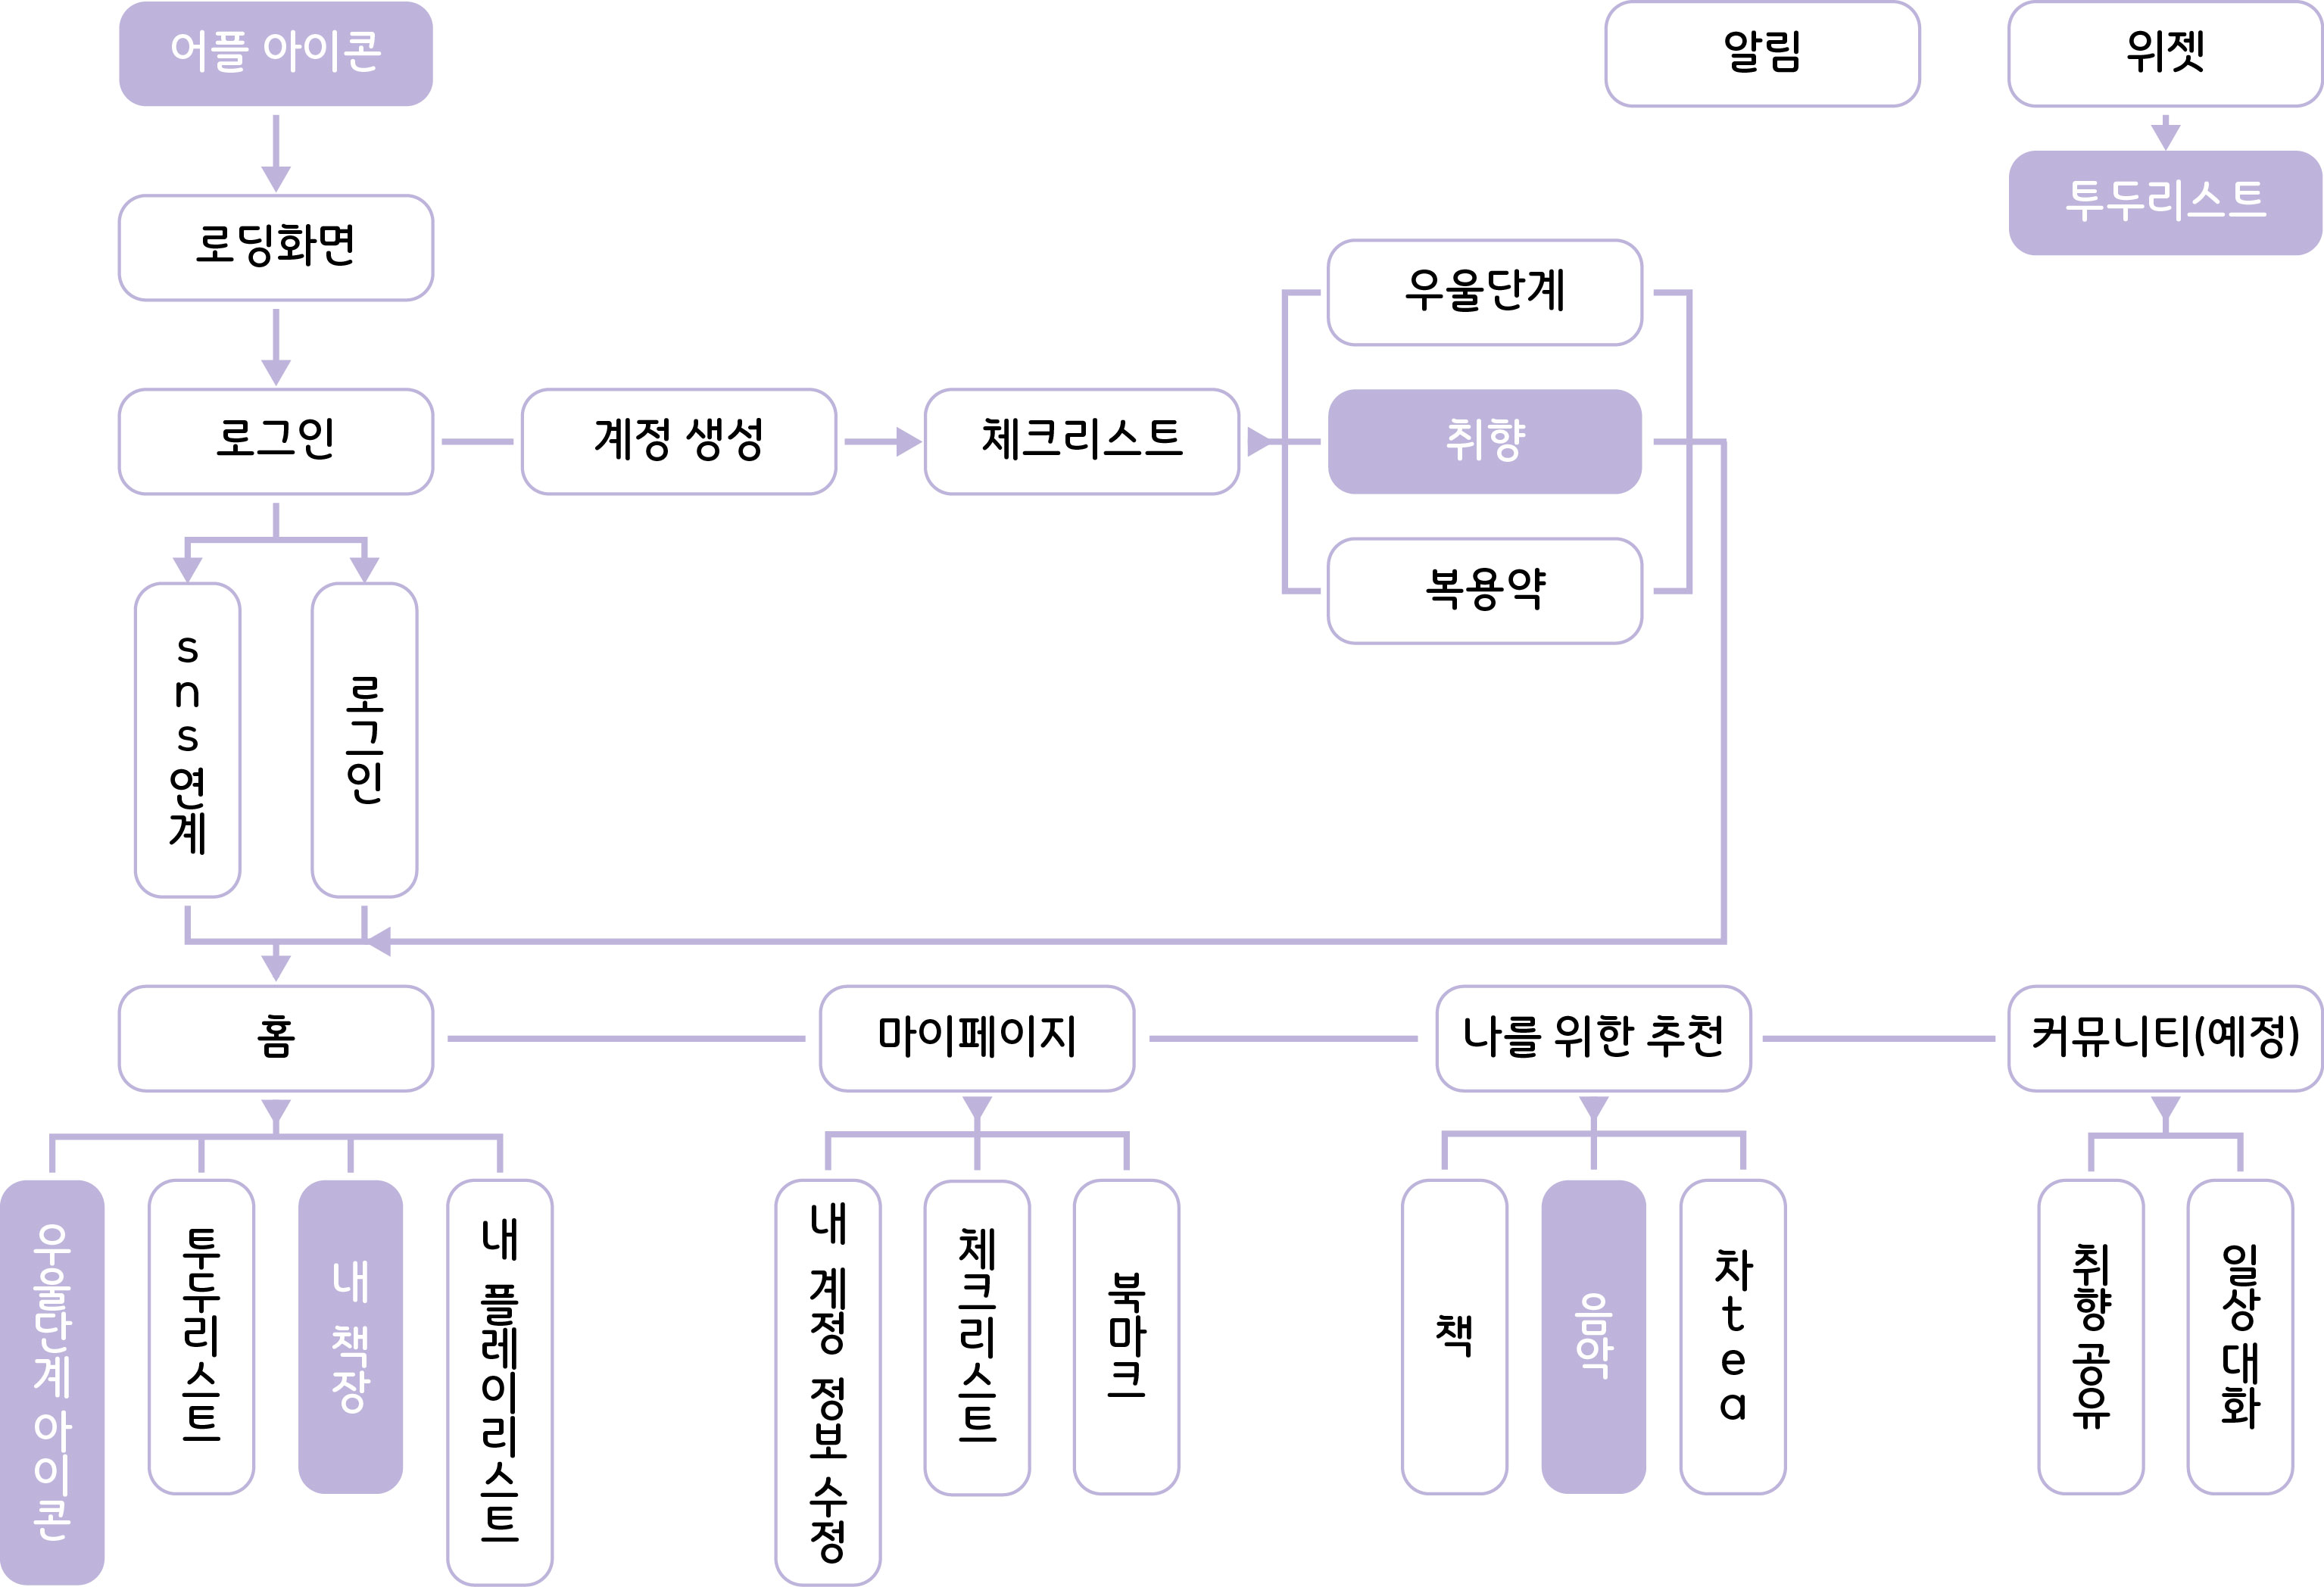 어플 아이콘
알림
위젯
투두리스트
로딩화면
우울단계
로그인
계정 생성
체크리스트
취향
복용약
sns연계
로그인
홈
마이페이지
나를 위한 추천
커뮤니티(예정)
우울단계 아이콘
투두리스트
내 책장
내 플레이리스트
내 계정 정보 수정
체크리스트
북마크
책
음악
차tea
취향 공유
일상 대화